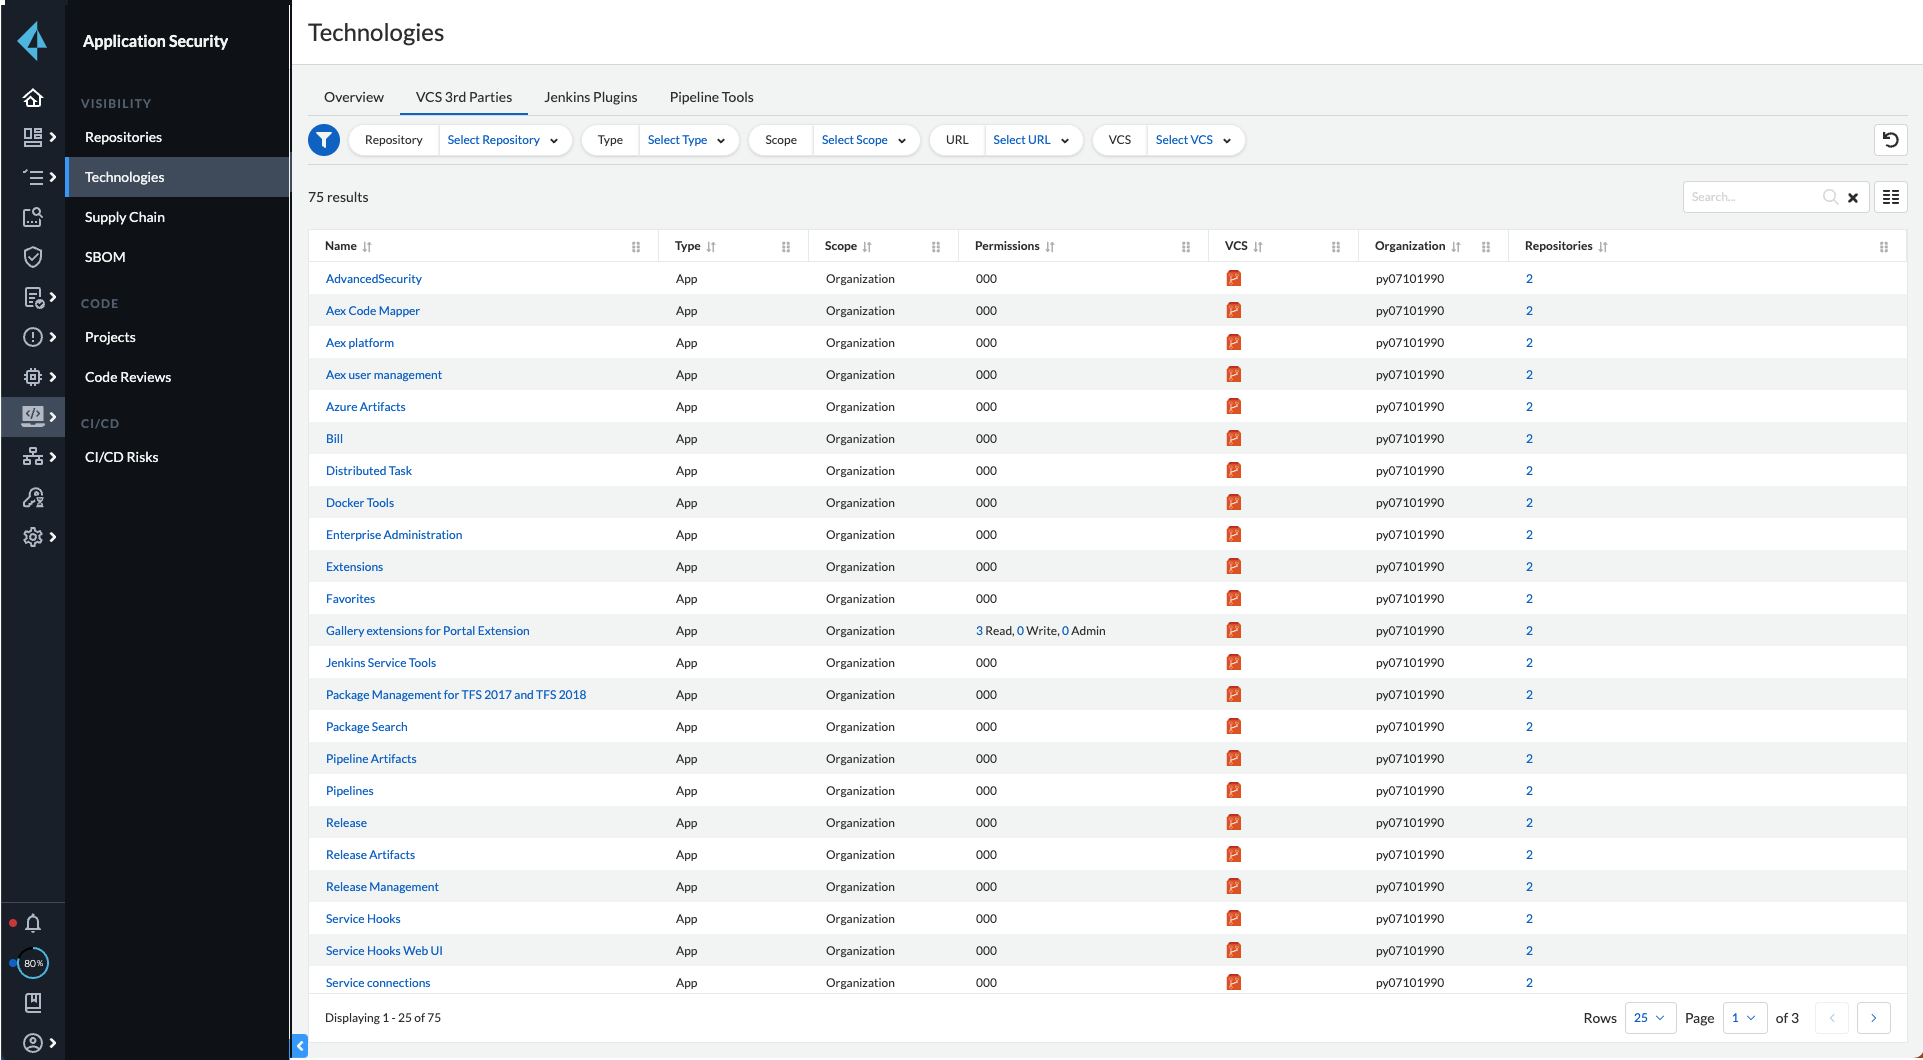 Application Security
VISIBILITY
Repositories
Technologies
Supply Chain
SBOM
CODE
Projects
Code Reviews
CI/CD
CI/CD Risks
80%
Technologies
Overview VCS 3rd Parties Jenkins Plugins Pipeline Tools
Repository Select Repository Type Select Type Scope Select Scope URL Select URL VCS Select VCS
75 results
Search...
Name Type Scope Permissions VCS Organization Repositories
AdvancedSecurity App Organization 000 py07101990 2
Aex Code Mapper App Organization 000 py07101990 2
Aex platform App Organization 000 py07101990 2
Aex user management App Organization 000 py07101990 2
Azure Artifacts App Organization 000 py07101990 2
Bill App Organization 000 py07101990 2
Distributed Task App Organization 000 py07101990 2
Docker Tools App Organization 000 py07101990 2
Enterprise Administration App Organization 000 py07101990 2
Extensions App Organization 000 py07101990 2
Favorites App Organization 000 py07101990 2
Gallery extensions for Portal Extension App Organization 3 Read, 0 Write, 0 Admin py07101990 2
Jenkins Service Tools App Organization 000 py07101990 2
Package Management for TFS 2017 and TFS 2018 App Organization 000 py07101990 2
Package Search App Organization 000 py07101990 2
Pipeline Artifacts App Organization 000 py07101990 2
Pipelines App Organization 000 py07101990 2
Release App Organization 000 py07101990 2
Release Artifacts App Organization 000 py07101990 2
Release Management App Organization 000 py07101990 2
Service Hooks App Organization 000 py07101990 2
Service Hooks Web UI App Organization 000 py07101990 2
Service connections App Organization 000 py07101990 2
Displaying 1 - 25 of 75
Rows 25 Page 1 of 3